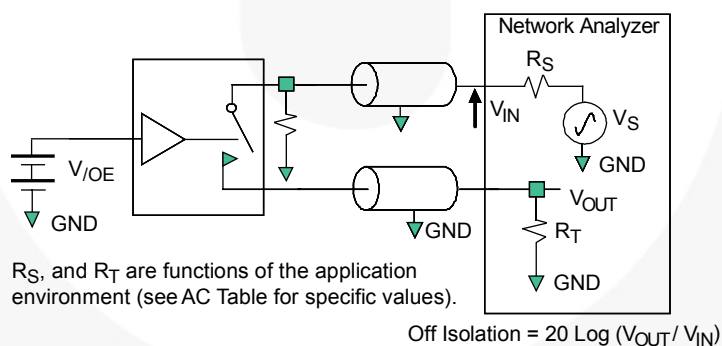 Network Analyzer
RS
VIN
VS
GND
V/OE
GND
VOUT
GND
RT
GND
RS, and RT are functions of the application
environment (see AC Table for specific values).
Off Isolation = 20 Log (VOUT/ VIN)